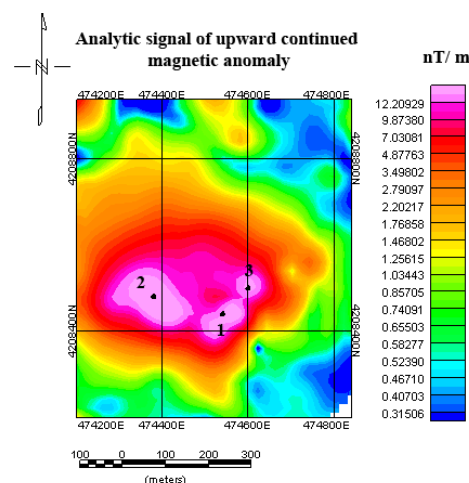 Analytic signal of upward continued
magnetic anomaly
nT/ m
N
474200E 474400E 474600E 474800E
4208800N 4208800N
4208400N 4208400N
2
3
1
474200E 474400E 474600E 474800E
12.20929
9.87380
7.03081
4.87763
3.49802
2.79097
2.20217
1.76858
1.46802
1.25615
1.03443
0.85705
0.74091
0.65503
0.58277
0.52390
0.46710
0.40703
0.31506
100 0 100 200 300
(meters)